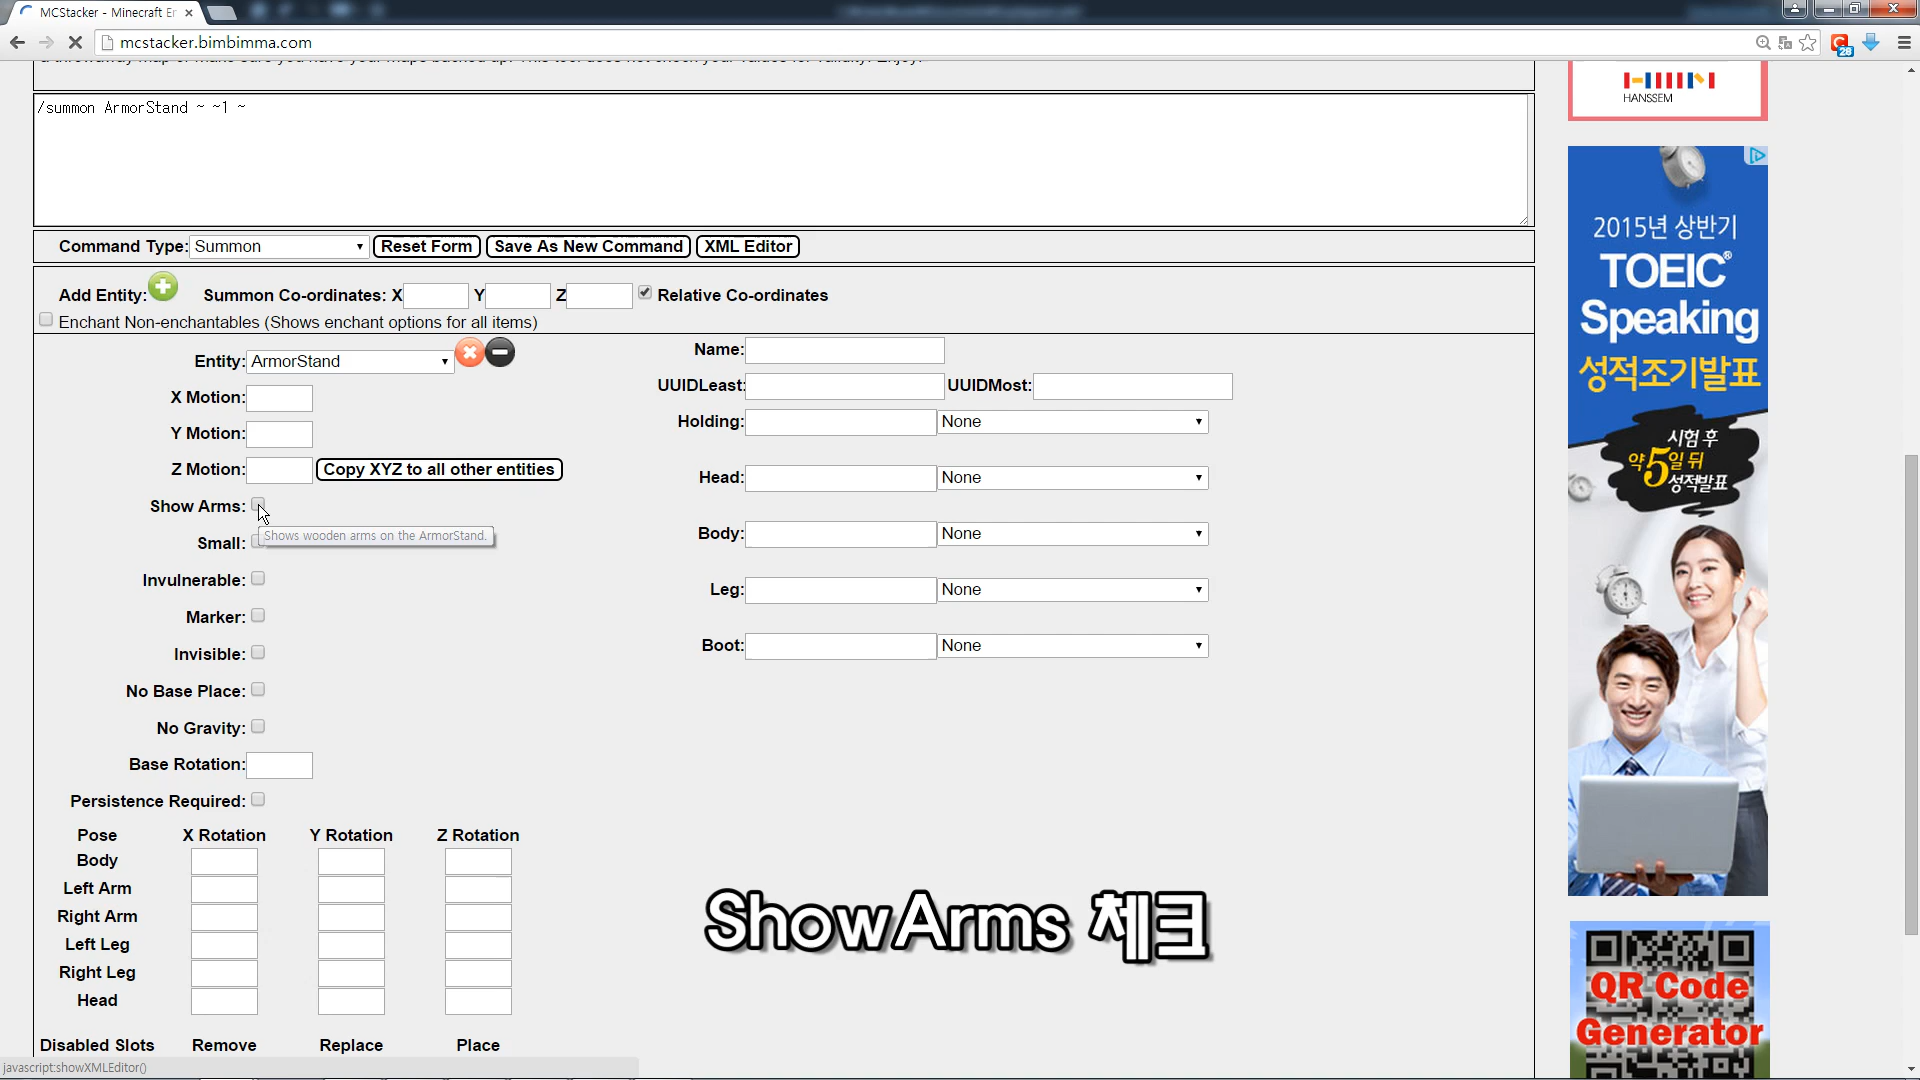 MCStacker - Minecraft Er
mcstacker.bimbimma.com
28
/summon ArmorStand ~ ~1 ~
Command Type: Summon Reset Form Save As New Command XML Editor
Add Entity: Summon Co-ordinates: X Y Z Relative Co-ordinates
Enchant Non-enchantables (Shows enchant options for all items)
Entity: ArmorStand
X Motion:
Y Motion:
Z Motion: Copy XYZ to all other entities
Show Arms:
Shows wooden arms on the ArmorStand.
Small:
Invulnerable:
Marker:
Invisible:
No Base Place:
No Gravity:
Base Rotation:
Persistence Required:
Name:
UUIDLeast: UUIDMost:
Holding: None
Head: None
Body: None
Leg: None
Boot: None
Pose X Rotation Y Rotation Z Rotation
Body
Left Arm
Right Arm
Left Leg
Right Leg
Head
Disabled Slots Remove Replace Place
javascript:showXMLEditor()
ShowArms 체크
HANSSEM
2015년 상반기
TOEIC®
Speaking
성적조기발표
시험 후
약5일 뒤
성적발표
QR Code
Generator